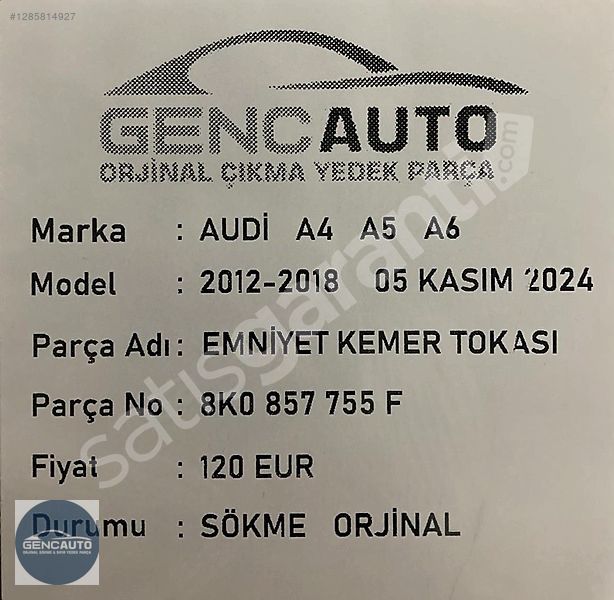 #1285814927
GENCAUTO
ORJİNAL ÇIKMA YEDEK PARÇA
Marka : AUDİ A4 A5 A6
Model : 2012-2018 05 KASIM 2024
Parça Adı : EMNİYET KEMER TOKASI
Parça No : 8K0 857 755 F
Fiyat : 120 EUR
Durumu : SÖKME ORJİNAL
satisgaranti.com
GENCAUTO